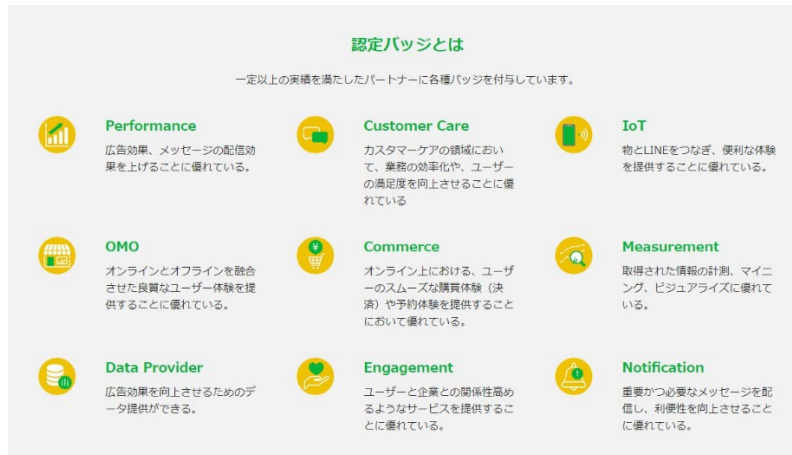 認定バッジとは
一定以上の実績を満たしたパートナーに各種バッジを付与しています。
Performance
広告効果、メッセージの配信効
果を上げることに優れている。
Customer Care
カスタマーケアの領域におい
て、業務の効率化や、ユーザー
の満足度を向上させることに優
れている
IoT
物とLINEをつなぎ、便利な体験
を提供することに優れている。
OMO
オンラインとオフラインを融合
させた良質なユーザー体験を提
供することに優れている。
Commerce
オンライン上における、ユーザ
ーのスムーズな購買体験（決
済）や予約体験を提供すること
において優れている。
Measurement
取得された情報の計測、マイニ
ング、ビジュアライズに優れて
いる。
Data Provider
広告効果を向上させるためのデ
ータ提供ができる。
Engagement
ユーザーと企業との関係性高め
るようなサービスを提供するこ
とに優れている。
Notification
重要かつ必要なメッセージを配
信し、利便性を向上させること
に優れている。